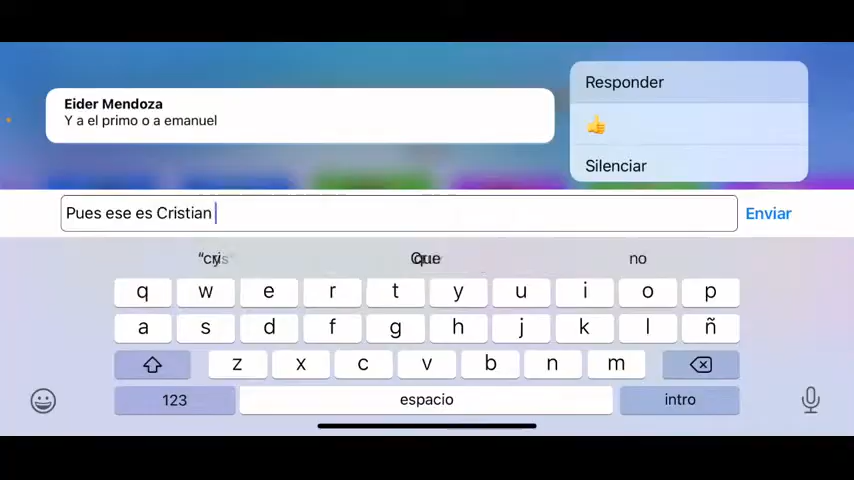 Eider Mendoza
Y a el primo o a emanuel
Responder
👍
Silenciar
Pues ese es Cristian
Enviar
no
q w e r t y u i o p
a s d f g h j k l ñ
z x c v b n m
123 espacio intro